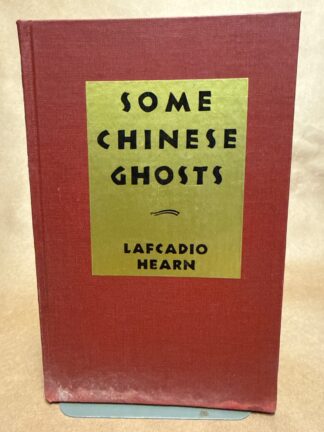 SOME
CHINESE
GHOSTS
LAFCADIO
HEARN